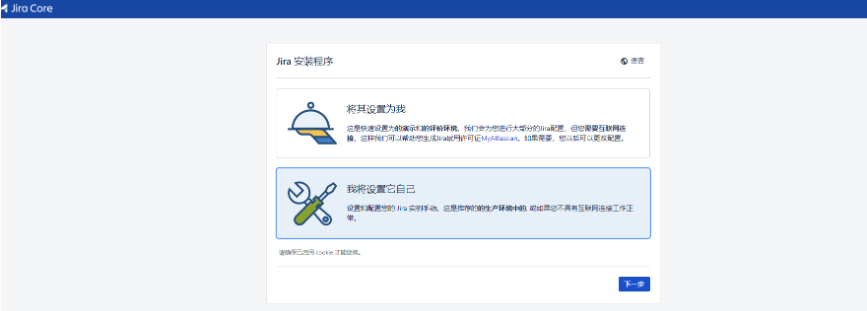 Jira Core
Jira 安装程序
语言
将其设置为我
这是快速设置为的演示和的评估环境。我们会为您进行大部分的Jira配置，但您需要互联网连
接，这样我们可以帮助您生成Jira试用许可证MyAtlassian。如果需要，您以后可以更改配置。
我将设置它自己
设置和配置您的 Jira 实例手动。这是推荐的的生产环境中的, 或如果您不具有互联网连接工作正
常。
请确保已启用 cookie 才能继续。
下一步